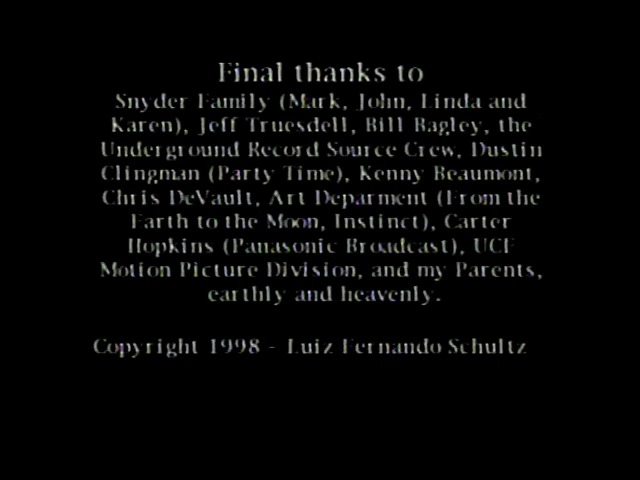 Final thanks to
Snyder Family (Mark, John, Linda and
Karen), Jeff Truesdell, Bill Bagley, the
Underground Record Source Crew, Dustin
Clingman (Party Time), Kenny Beaumont,
Chris DeVault, Art Deparment (From the
Earth to the Moon, Instinct), Carter
Hopkins (Panasonic Broadcast), UCF
Motion Picture Division, and my Parents,
earthly and heavenly.
Copyright 1998 - Luiz Fernando Schultz